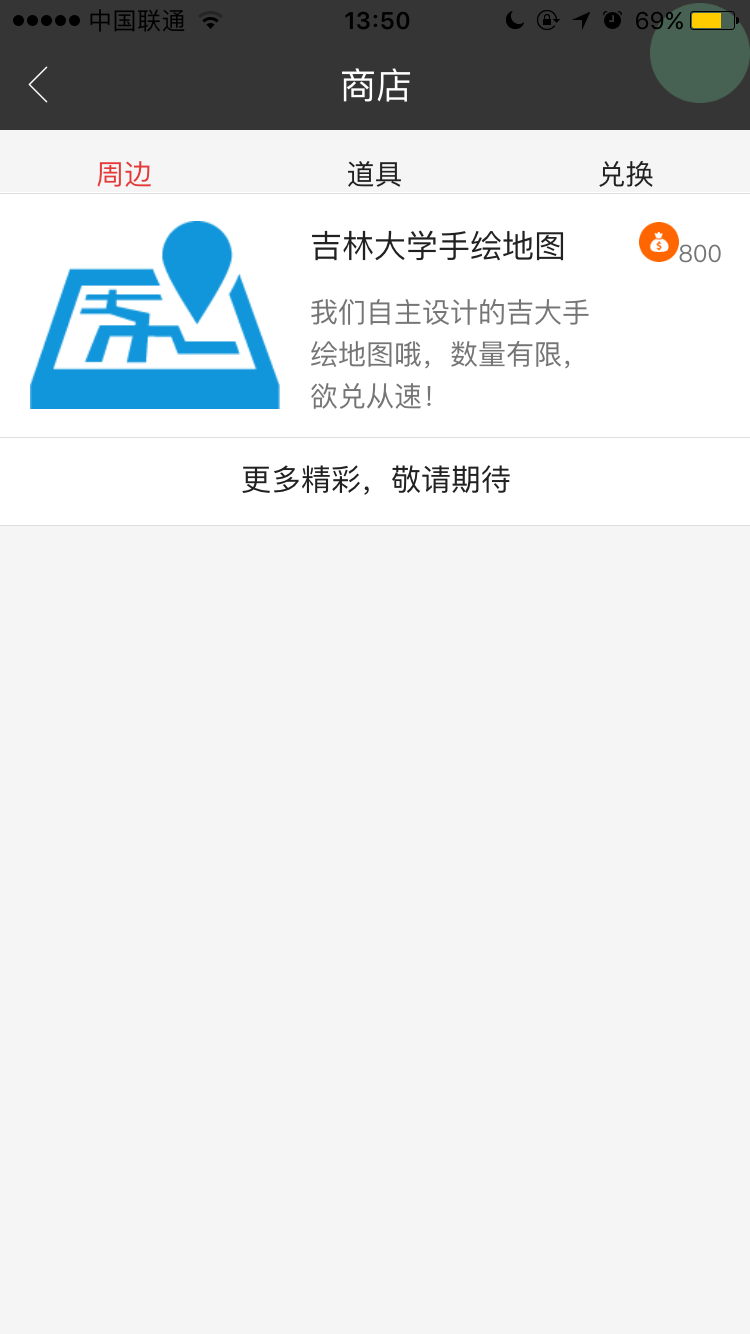 中国联通 13:50 69%
商店
周边 道具 兑换
吉林大学手绘地图 800
我们自主设计的吉大手
绘地图哦，数量有限，
欲兑从速！
更多精彩，敬请期待